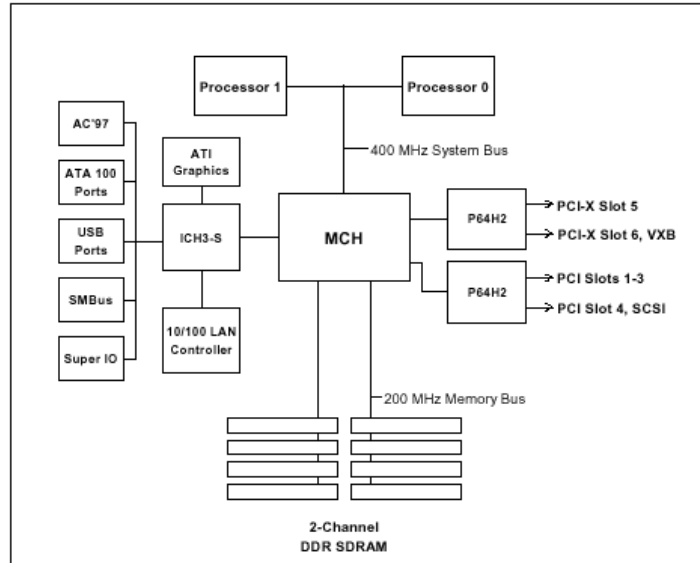 Processor 1
Processor 0
400 MHz System Bus
AC'97
ATA 100
Ports
USB
Ports
SMBus
Super IO
ATI
Graphics
ICH3-S
10/100 LAN
Controller
MCH
P64H2
PCI-X Slot 5
PCI-X Slot 6, VXB
P64H2
PCI Slots 1-3
PCI Slot 4, SCSI
200 MHz Memory Bus
2-Channel
DDR SDRAM